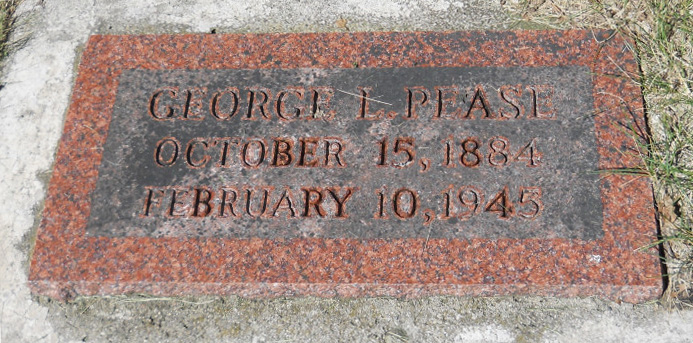 GEORGE L. PEASE
OCTOBER 15, 1884
FEBRUARY 10, 1945